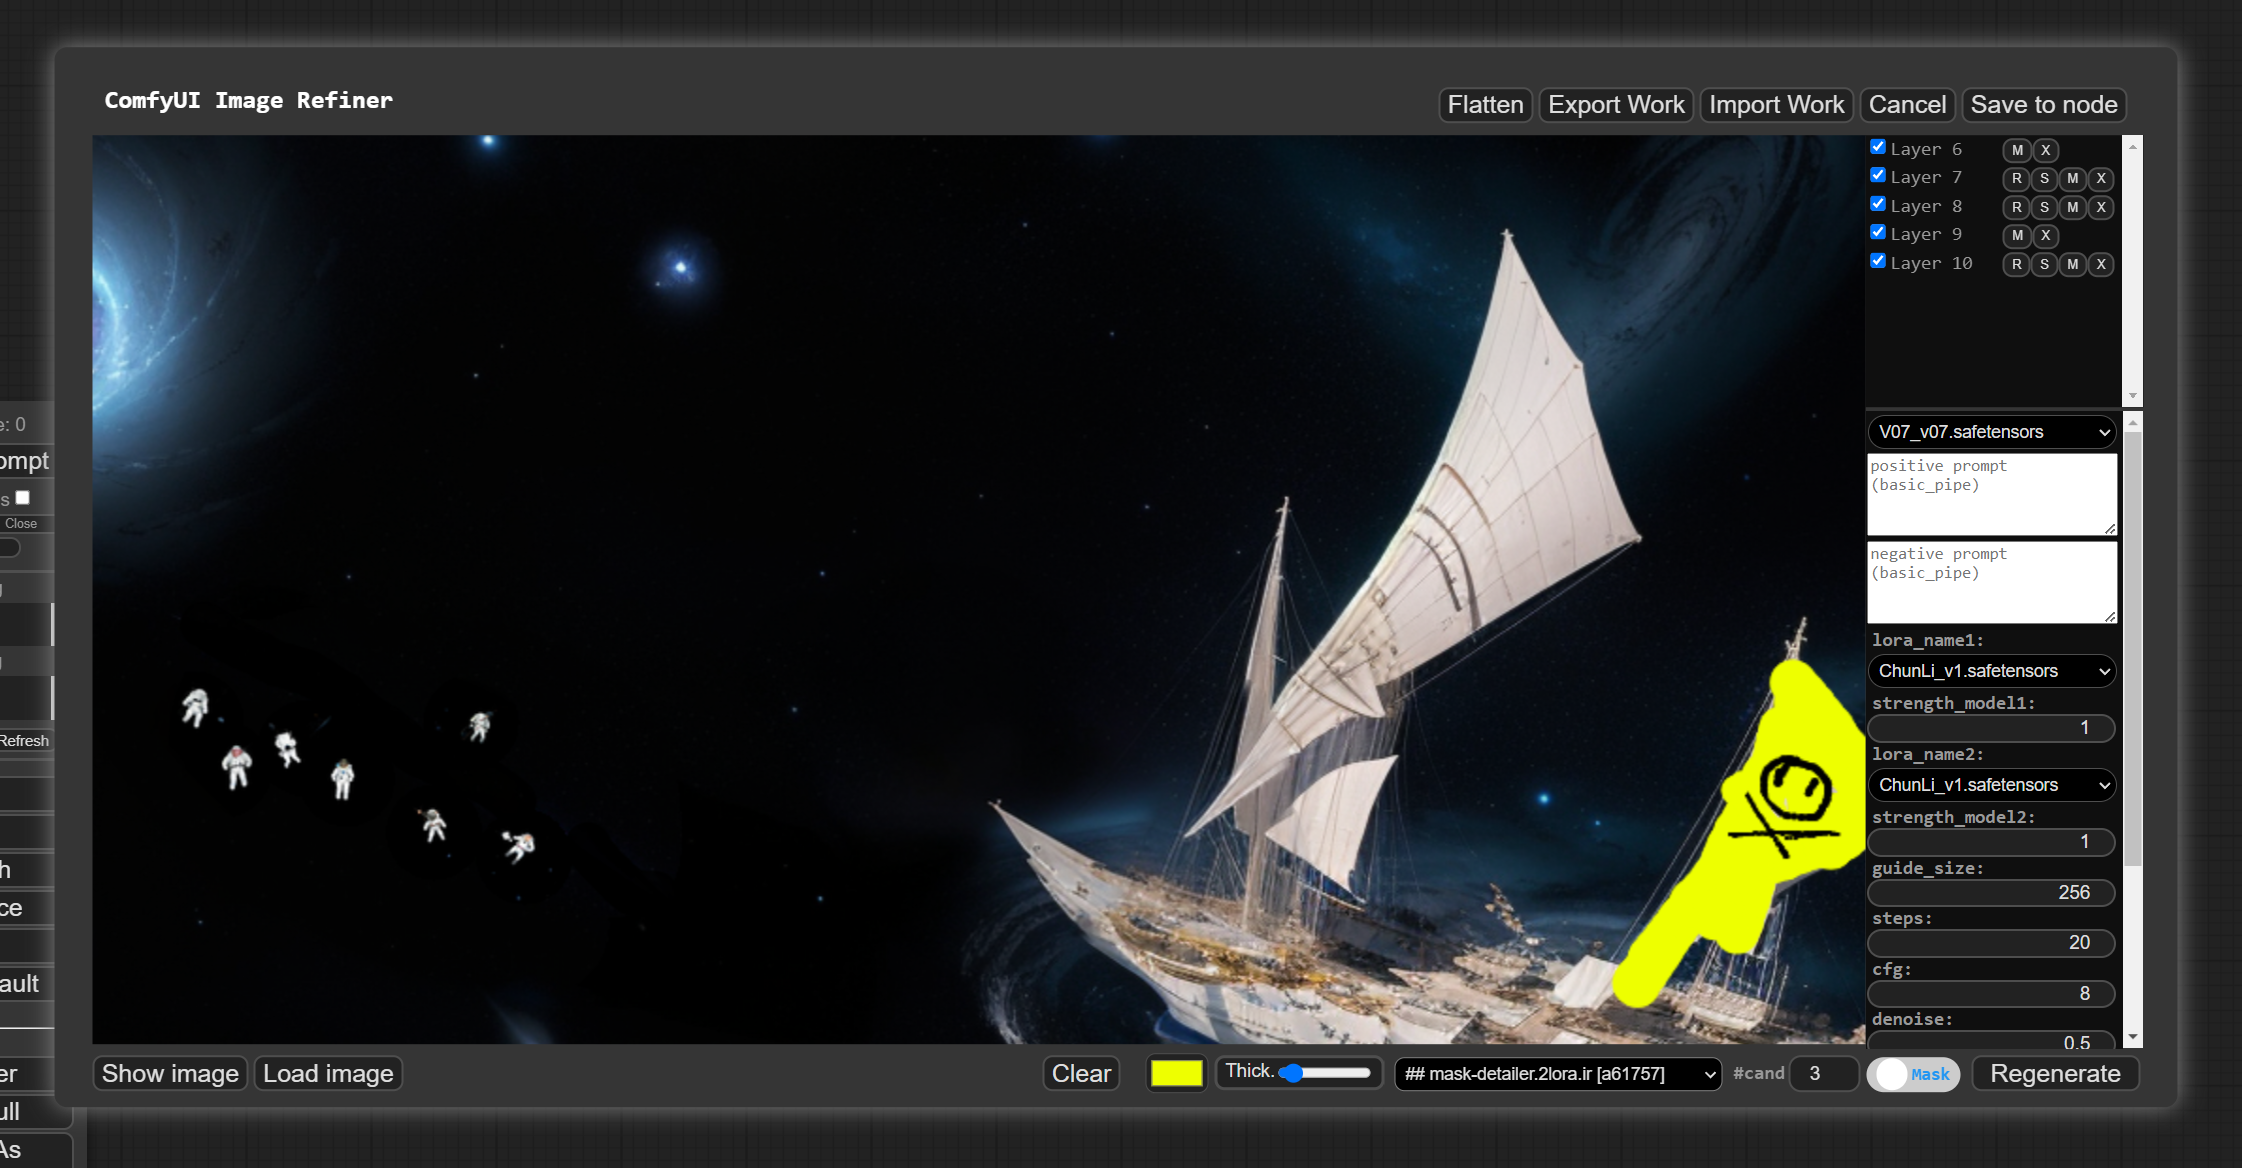 ComfyUI Image Refiner
Flatten Export Work Import Work Cancel Save to node
Layer 6 M X
Layer 7 R S M X
Layer 8 R S M X
Layer 9 M X
Layer 10 R S M X
V07_v07.safetensors
positive prompt
(basic_pipe)
negative prompt
(basic_pipe)
lora_name1:
ChunLi_v1.safetensors
strength_model1:
1
lora_name2:
ChunLi_v1.safetensors
strength_model2:
1
guide_size:
256
steps:
20
cfg:
8
denoise:
0.5
Show image Load image Clear Thick. ## mask-detailer.2lora.ir [a61757] #cand 3 Mask Regenerate
e: 0
ompt
s
Close
Refresh
h
ce
ault
er
ull
As